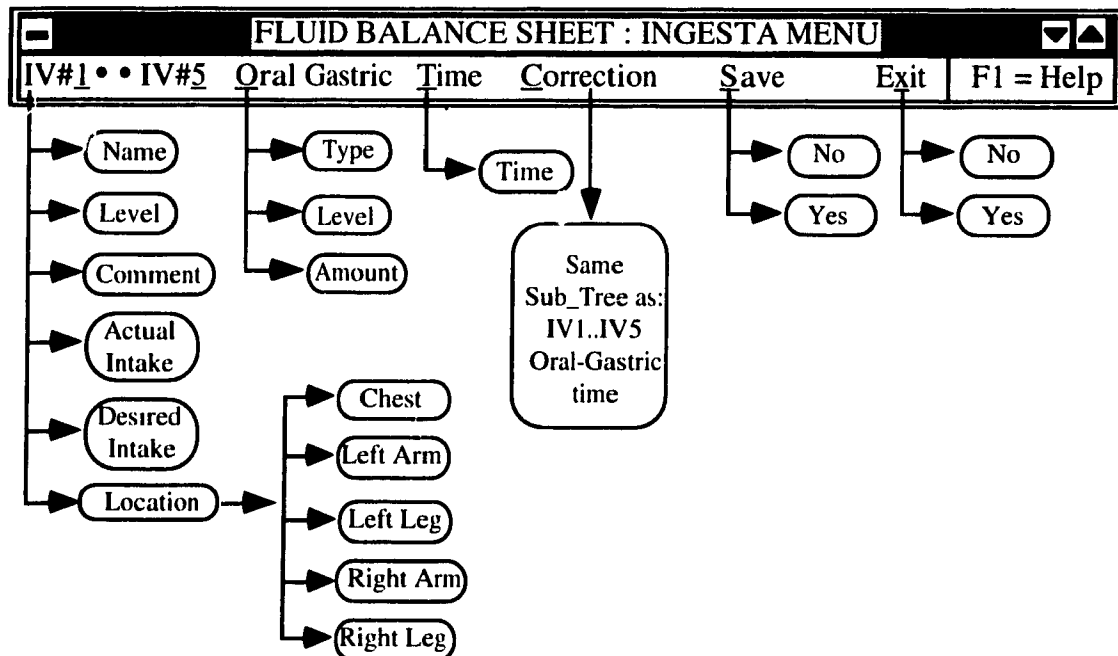 FLUID BALANCE SHEET : INGESTA MENU
IV#1 • • IV#5 Oral Gastric Time Correction Save Exit F1 = Help
Name
Level
Comment
Actual
Intake
Desired
Intake
Location
Chest
Left Arm
Left Leg
Right Arm
Right Leg
Type
Level
Amount
Time
Same
Sub_Tree as:
IV1..IV5
Oral-Gastric
time
No
Yes
No
Yes